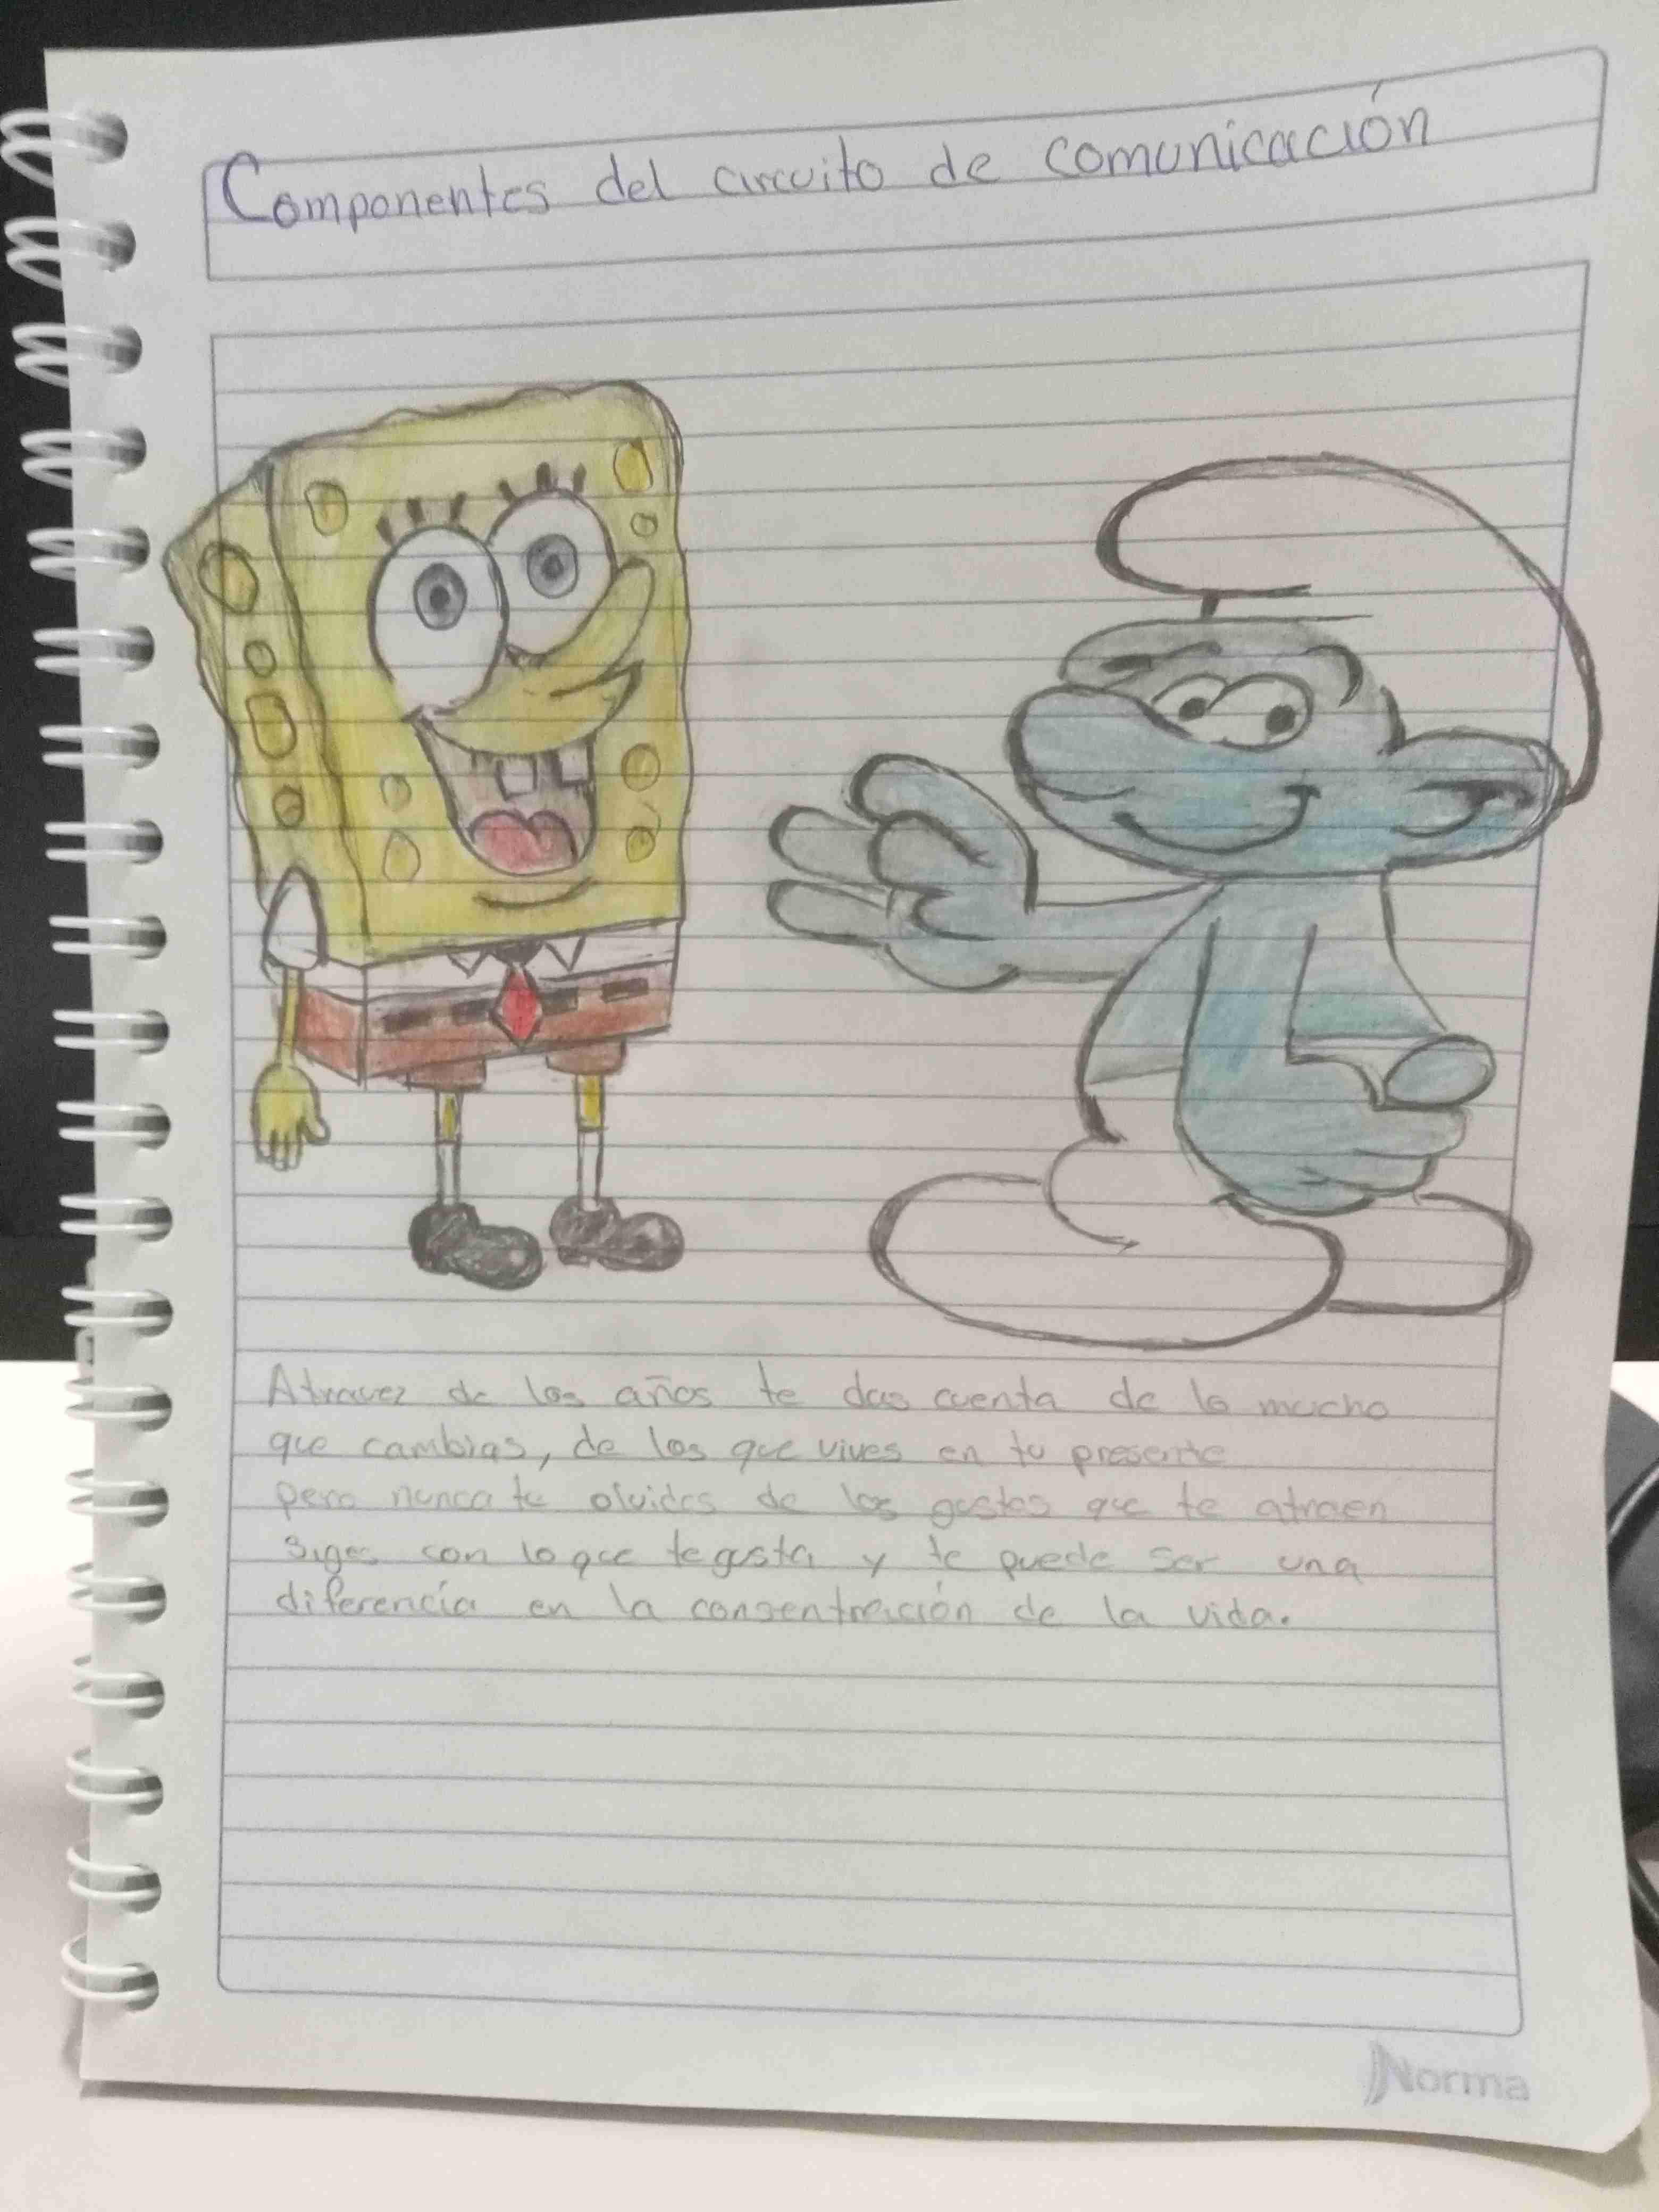 Componentes del circuito de comunicación
Atravez de los años te das cuenta de lo mucho
que cambias, de los que vives en tu presente
pero nunca te olvides de los gustos que te atraen
siges con lo que te gusta y te puede ser una
diferencia en la consentración de la vida.
Norma